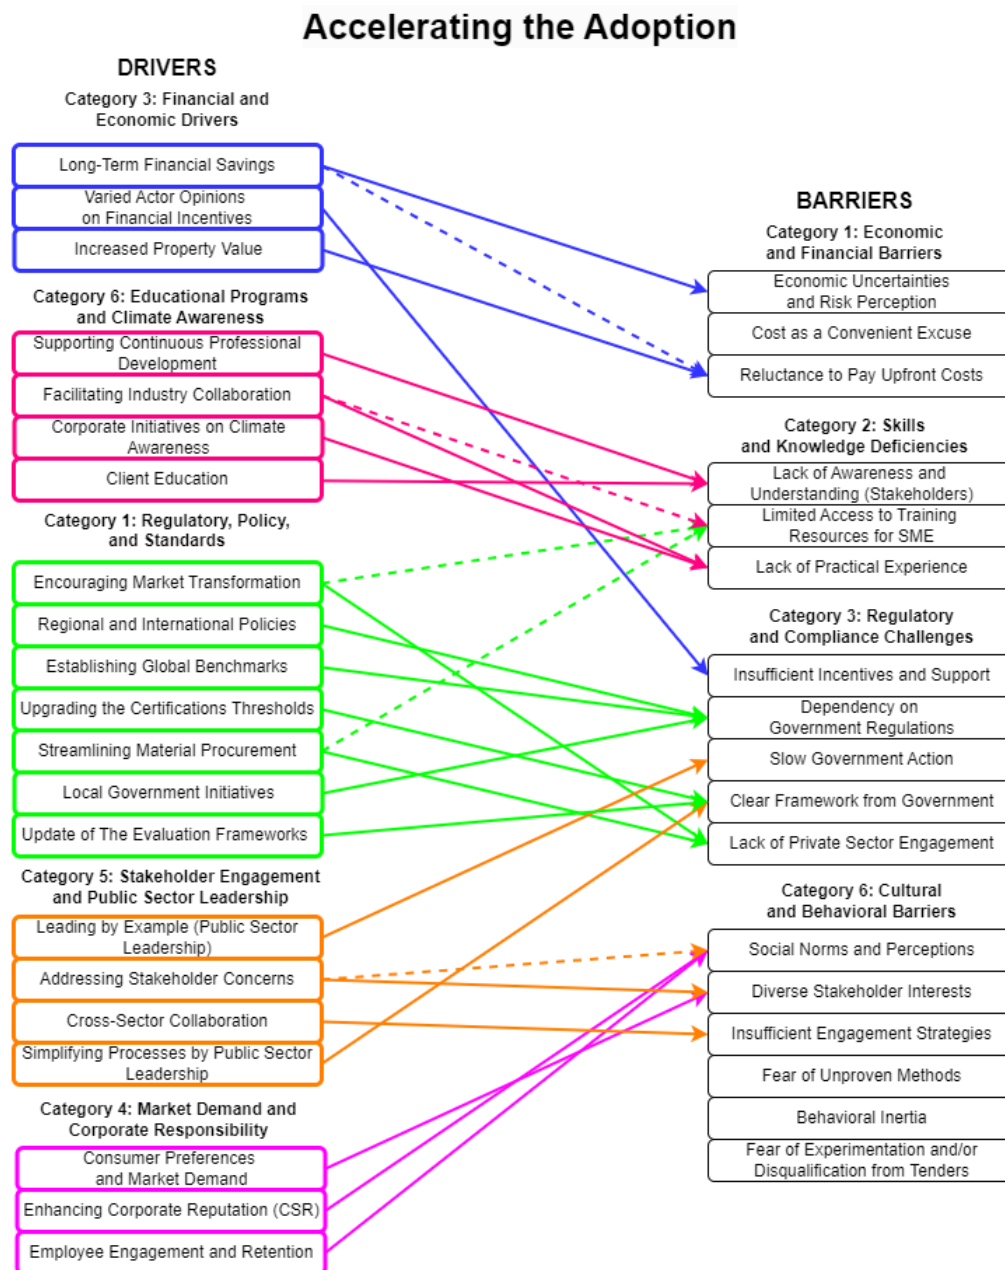 Accelerating the Adoption
DRIVERS
Category 3: Financial and
Economic Drivers
Long-Term Financial Savings
Varied Actor Opinions
on Financial Incentives
Increased Property Value
Category 6: Educational Programs
and Climate Awareness
Supporting Continuous Professional
Development
Facilitating Industry Collaboration
Corporate Initiatives on Climate
Awareness
Client Education
Category 1: Regulatory, Policy,
and Standards
Encouraging Market Transformation
Regional and International Policies
Establishing Global Benchmarks
Upgrading the Certifications Thresholds
Streamlining Material Procurement
Local Government Initiatives
Update of The Evaluation Frameworks
Category 5: Stakeholder Engagement
and Public Sector Leadership
Leading by Example (Public Sector
Leadership)
Addressing Stakeholder Concerns
Cross-Sector Collaboration
Simplifying Processes by Public Sector
Leadership
Category 4: Market Demand and
Corporate Responsibility
Consumer Preferences
and Market Demand
Enhancing Corporate Reputation (CSR)
Employee Engagement and Retention
BARRIERS
Category 1: Economic
and Financial Barriers
Economic Uncertainties
and Risk Perception
Cost as a Convenient Excuse
Reluctance to Pay Upfront Costs
Category 2: Skills
and Knowledge Deficiencies
Lack of Awareness and
Understanding (Stakeholders)
Limited Access to Training
Resources for SME
Lack of Practical Experience
Category 3: Regulatory
and Compliance Challenges
Insufficient Incentives and Support
Dependency on
Government Regulations
Slow Government Action
Clear Framework from Government
Lack of Private Sector Engagement
Category 6: Cultural
and Behavioral Barriers
Social Norms and Perceptions
Diverse Stakeholder Interests
Insufficient Engagement Strategies
Fear of Unproven Methods
Behavioral Inertia
Fear of Experimentation and/or
Disqualification from Tenders